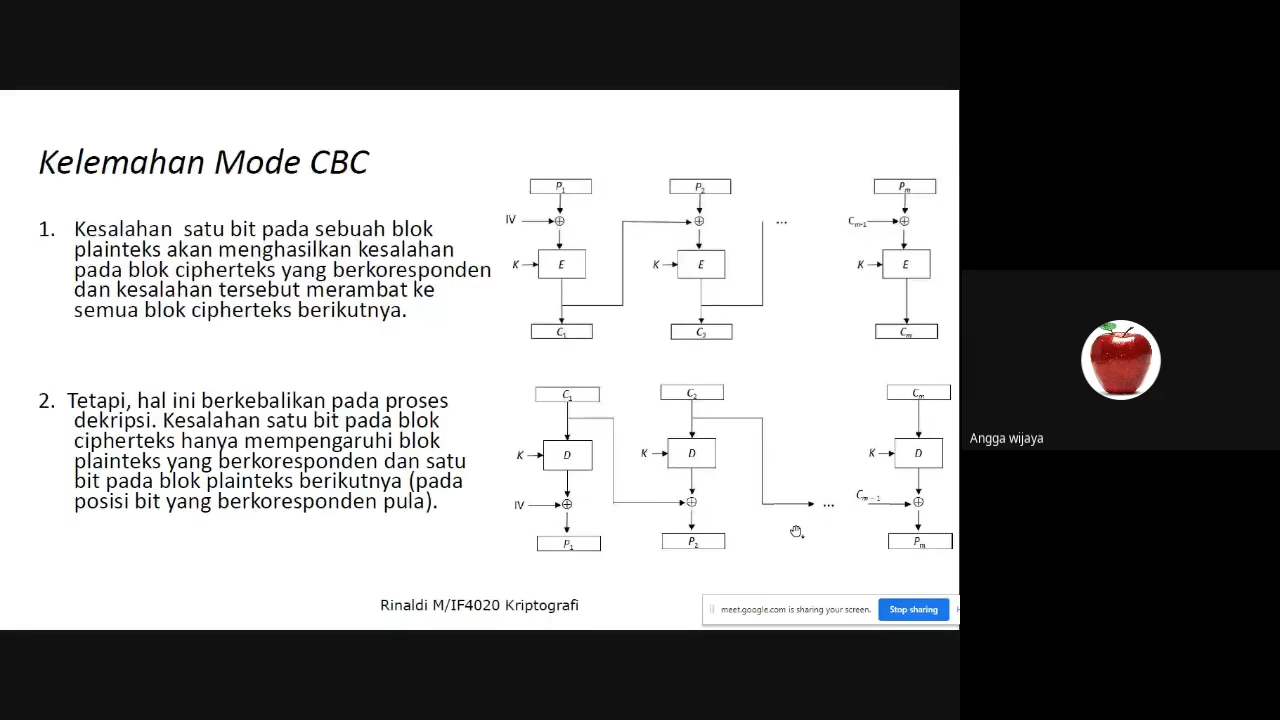 Kelemahan Mode CBC
1. Kesalahan satu bit pada sebuah blok
plainteks akan menghasilkan kesalahan
pada blok cipherteks yang berkoresponden
dan kesalahan tersebut merambat ke
semua blok cipherteks berikutnya.
2. Tetapi, hal ini berkebalikan pada proses
dekripsi. Kesalahan satu bit pada blok
cipherteks hanya mempengaruhi blok
plainteks yang berkoresponden dan satu
bit pada blok plainteks berikutnya (pada
posisi bit yang berkoresponden pula).
P1 P2 Pm
IV ... Cm-1
K E K E K E
C1 C2 Cm
C1 C2 Cm
K D K D K D
IV ... Cm-1
P1 P2 Pm
Rinaldi M/IF4020 Kriptografi
meet.google.com is sharing your screen. Stop sharing
Angga wijaya